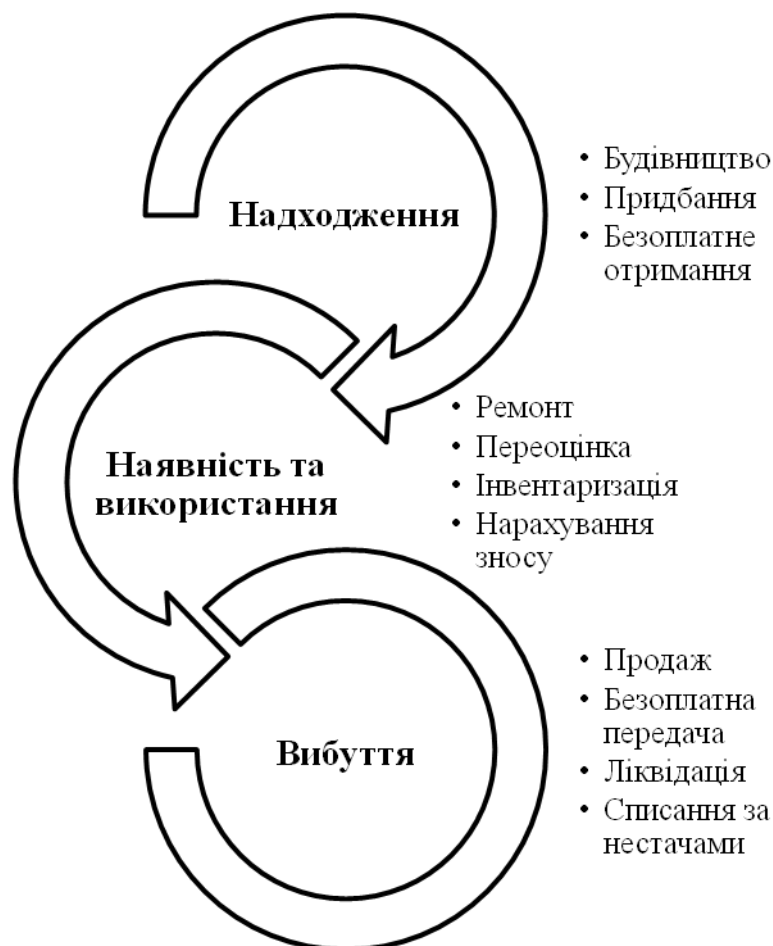 Надходження
• Будівництво
• Придбання
• Безоплатне
отримання
Наявність та
використання
• Ремонт
• Переоцінка
• Інвентаризація
• Нарахування
зносу
Вибуття
• Продаж
• Безоплатна
передача
• Ліквідація
• Списання за
нестачами